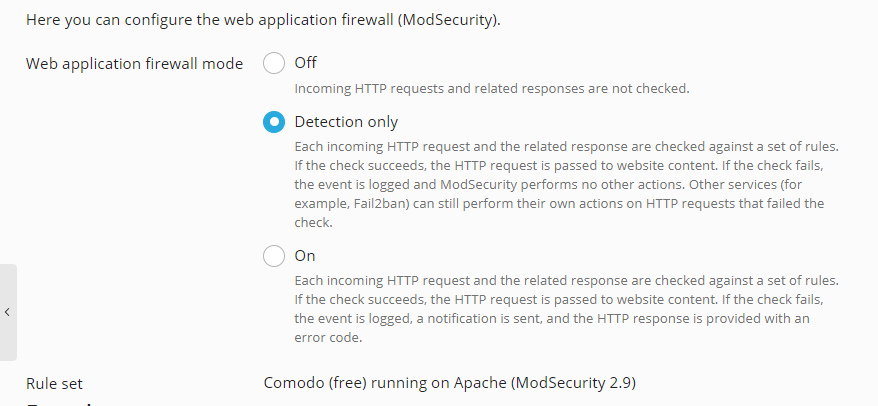 Here you can configure the web application firewall (ModSecurity).
Web application firewall mode
Off
Incoming HTTP requests and related responses are not checked.
Detection only
Each incoming HTTP request and the related response are checked against a set of rules.
If the check succeeds, the HTTP request is passed to website content. If the check fails,
the event is logged and ModSecurity performs no other actions. Other services (for
example, Fail2ban) can still perform their own actions on HTTP requests that failed the
check.
On
Each incoming HTTP request and the related response are checked against a set of rules.
If the check succeeds, the HTTP request is passed to website content. If the check fails,
the event is logged, a notification is sent, and the HTTP response is provided with an
error code.
Rule set Comodo (free) running on Apache (ModSecurity 2.9)